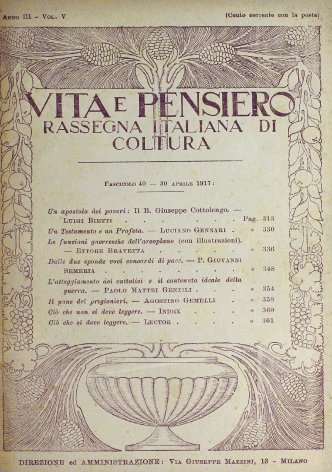 Anno III - Vol. V (Conto corrente con la posta)
VITA E PENSIERO
RASSEGNA ITALIANA DI
COLTURA
Fascicolo 40 — 20 aprile 1917:
Un apostolo dei poveri: Il B. Giuseppe Cottolengo. —
Luigi Bietti . . . . Pag. 313
Un Testamento e un Profeta. — Luciano Gennari . » 330
Le funzioni guerresche dell'aeroplano (con illustrazioni).
— Ettore Bravetta . . . » 336
Dalle due sponde voci concordi di pace. — P. Giovanni
Semeria . . . . » 348
L'atteggiamento dei cattolici e il contenuto ideale della
guerra. — Paolo Mattei Gentili . . . » 354
Il pane dei prigionieri. — Agostino Gemelli . . » 358
Ciò che non si deve leggere. — Index . . » 360
Ciò che si deve leggere. — Lector . . . » 361
DIREZIONE ed AMMINISTRAZIONE: Via Giuseppe Mazzini, 13 - MILANO